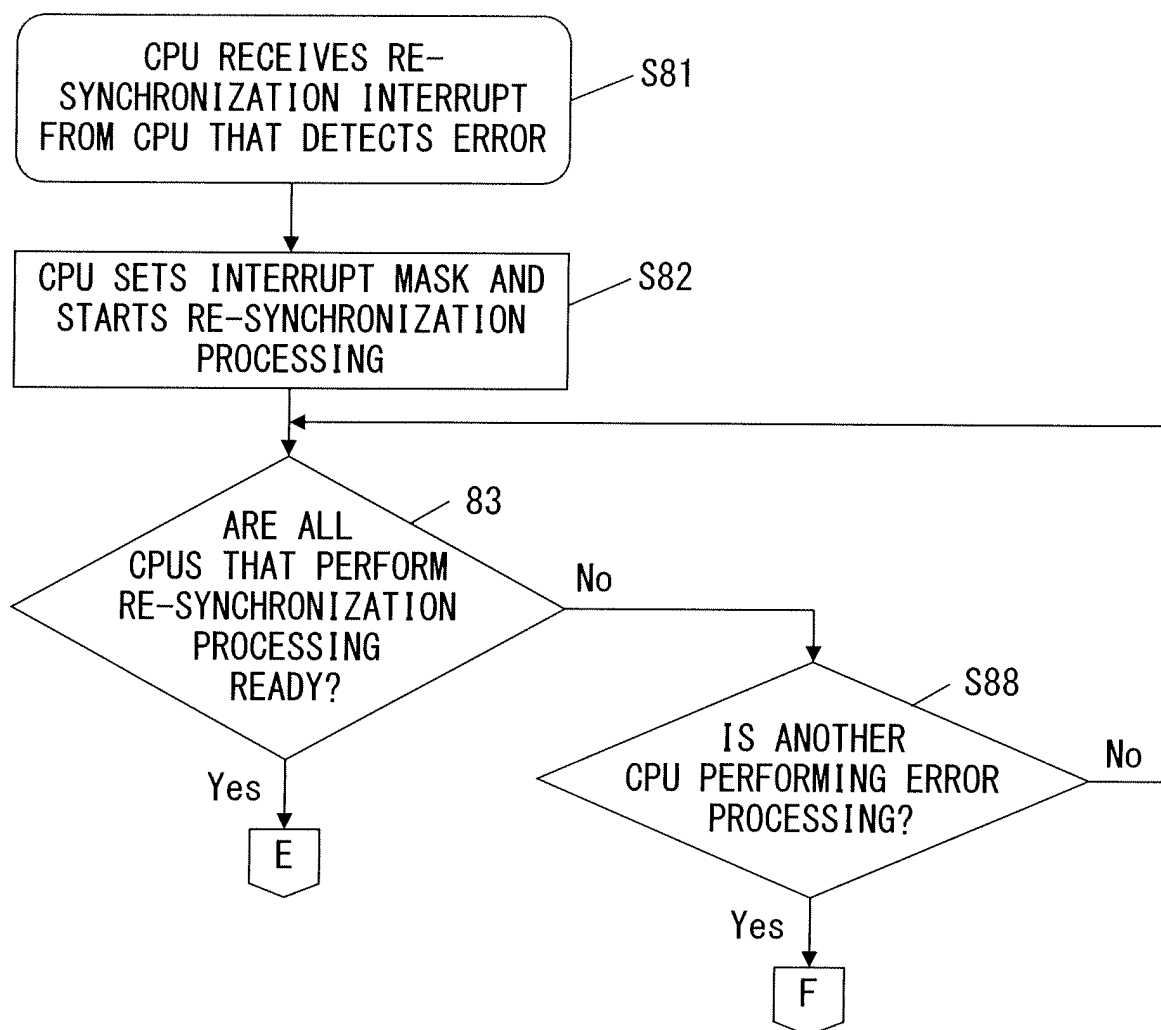 CPU RECEIVES RE-
SYNCHRONIZATION INTERRUPT
FROM CPU THAT DETECTS ERROR
S81
CPU SETS INTERRUPT MASK AND
STARTS RE-SYNCHRONIZATION
PROCESSING
S82
83
ARE ALL
CPUS THAT PERFORM
RE-SYNCHRONIZATION
PROCESSING
READY?
No
Yes
E
S88
IS ANOTHER
CPU PERFORMING ERROR
PROCESSING?
No
Yes
F